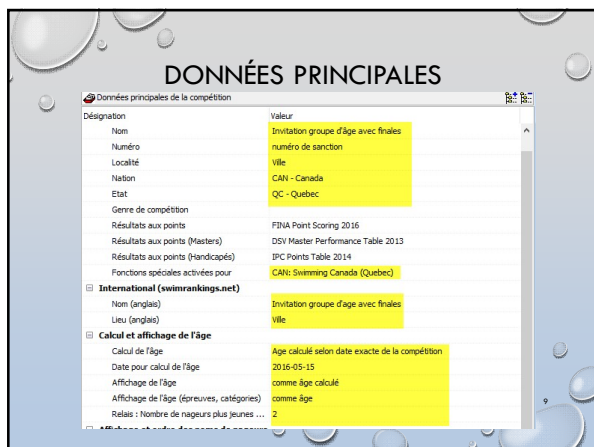 DONNÉES PRINCIPALES
Données principales de la compétition
Désignation Valeur
Nom Invitation groupe d'âge avec finales
Numéro numéro de sanction
Localité Ville
Nation CAN - Canada
Etat QC - Quebec
Genre de compétition
Résultats aux points FINA Point Scoring 2016
Résultats aux points (Masters) DSV Master Performance Table 2013
Résultats aux points (Handicapés) IPC Points Table 2014
Fonctions spéciales activées pour CAN: Swimming Canada (Quebec)
International (swimrankings.net)
Nom (anglais) Invitation groupe d'age avec finales
Lieu (anglais) Ville
Calcul et affichage de l'âge
Calcul de l'âge Age calculé selon date exacte de la compétition
Date pour calcul de l'âge 2016-05-15
Affichage de l'âge comme âge calculé
Affichage de l'âge (épreuves, catégories) comme âge
Relais : Nombre de nageurs plus jeunes ... 2
9